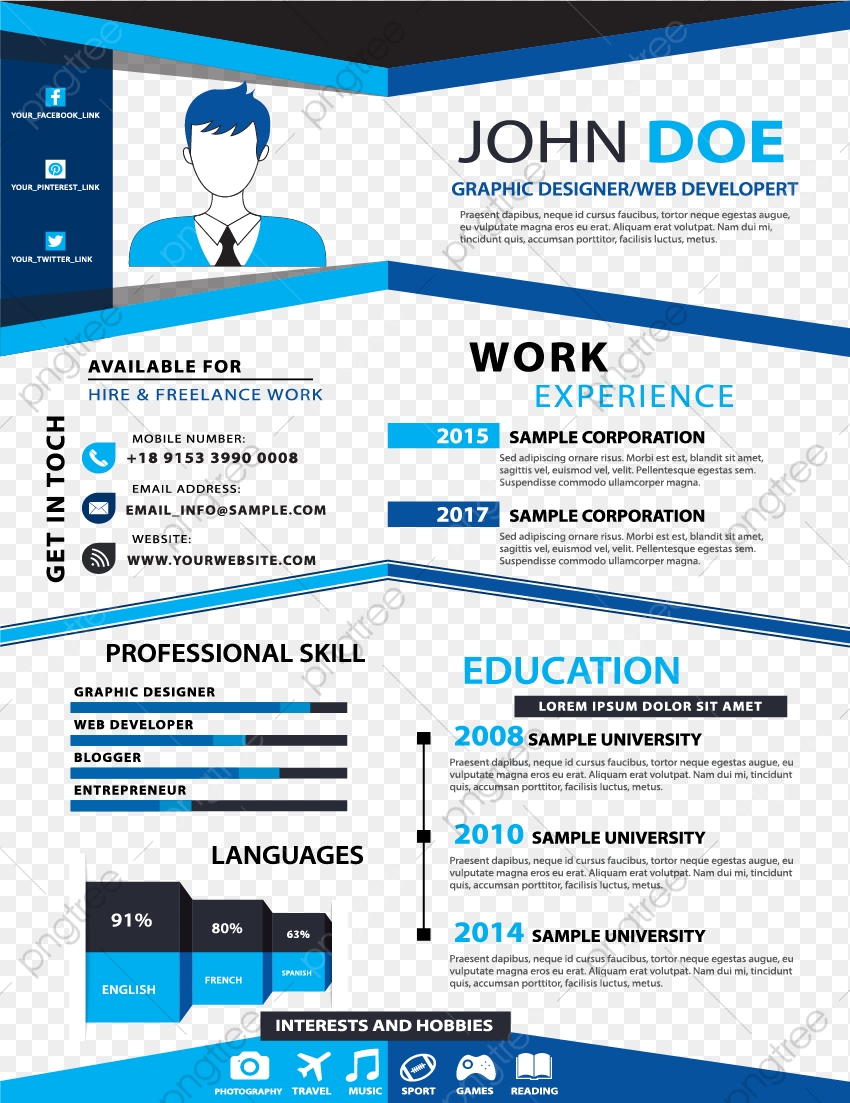 YOUR_FACEBOOK_LINK
YOUR_PINTEREST_LINK
YOUR_TWITTER_LINK
JOHN DOE
GRAPHIC DESIGNER/WEB DEVELOPERT
Praesent dapibus, neque id cursus faucibus, tortor neque egestas augue,
eu vulputate magna eros eu erat. Aliquam erat volutpat. Nam dui mi,
tincidunt quis, accumsan porttitor, facilisis luctus, metus.
AVAILABLE FOR
HIRE & FREELANCE WORK
GET IN TOCH
MOBILE NUMBER:
+18 9153 3990 0008
EMAIL ADDRESS:
EMAIL_INFO@SAMPLE.COM
WEBSITE:
WWW.YOURWEBSITE.COM
WORK
EXPERIENCE
2015 SAMPLE CORPORATION
Sed adipiscing ornare risus. Morbi est est, blandit sit amet,
sagittis vel, euismod vel, velit. Pellentesque egestas sem.
Suspendisse commodo ullamcorper magna.
2017 SAMPLE CORPORATION
Sed adipiscing ornare risus. Morbi est est, blandit sit amet,
sagittis vel, euismod vel, velit. Pellentesque egestas sem.
Suspendisse commodo ullamcorper magna.
PROFESSIONAL SKILL
GRAPHIC DESIGNER
WEB DEVELOPER
BLOGGER
ENTREPRENEUR
LANGUAGES
91%
ENGLISH
80%
FRENCH
63%
SPANISH
EDUCATION
LOREM IPSUM DOLOR SIT AMET
2008 SAMPLE UNIVERSITY
Praesent dapibus, neque id cursus faucibus, tortor neque egestas augue, eu
vulputate magna eros eu erat. Aliquam erat volutpat. Nam dui mi, tincidunt
quis, accumsan porttitor, facilisis luctus, metus.
2010 SAMPLE UNIVERSITY
Praesent dapibus, neque id cursus faucibus, tortor neque egestas augue, eu
vulputate magna eros eu erat. Aliquam erat volutpat. Nam dui mi, tincidunt
quis, accumsan porttitor, facilisis luctus, metus.
2014 SAMPLE UNIVERSITY
Praesent dapibus, neque id cursus faucibus, tortor neque egestas augue, eu
vulputate magna eros eu erat. Aliquam erat volutpat. Nam dui mi, tincidunt
quis, accumsan porttitor, facilisis luctus, metus.
INTERESTS AND HOBBIES
PHOTOGRAPHY TRAVEL MUSIC SPORT GAMES READING
pngtree